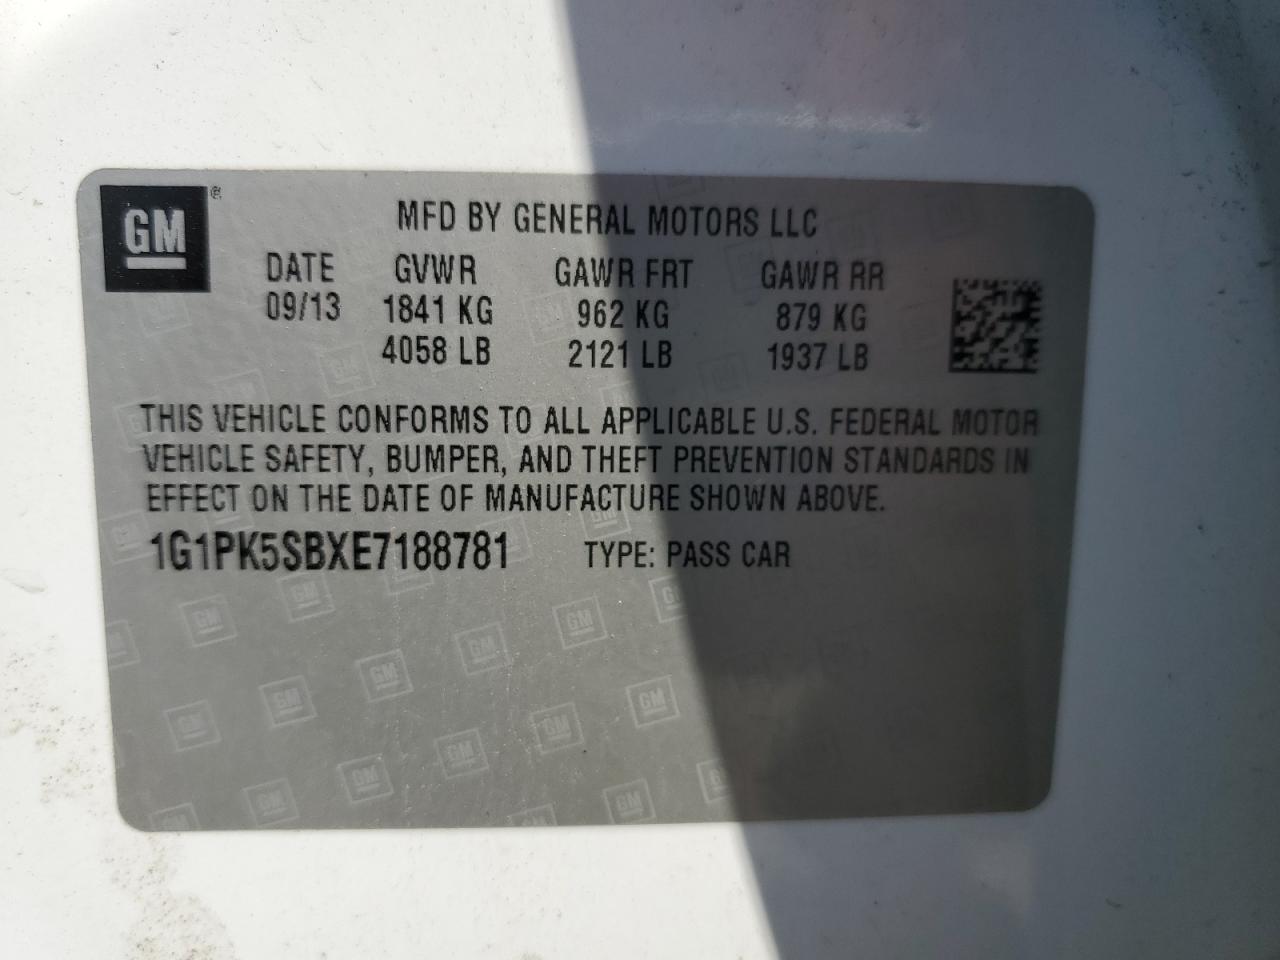 GM®
MFD BY GENERAL MOTORS LLC
DATE GVWR GAWR FRT GAWR RR
09/13 1841 KG 962 KG 879 KG
4058 LB 2121 LB 1937 LB
THIS VEHICLE CONFORMS TO ALL APPLICABLE U.S. FEDERAL MOTOR
VEHICLE SAFETY, BUMPER, AND THEFT PREVENTION STANDARDS IN
EFFECT ON THE DATE OF MANUFACTURE SHOWN ABOVE.
1G1PK5SBXE7188781 TYPE: PASS CAR